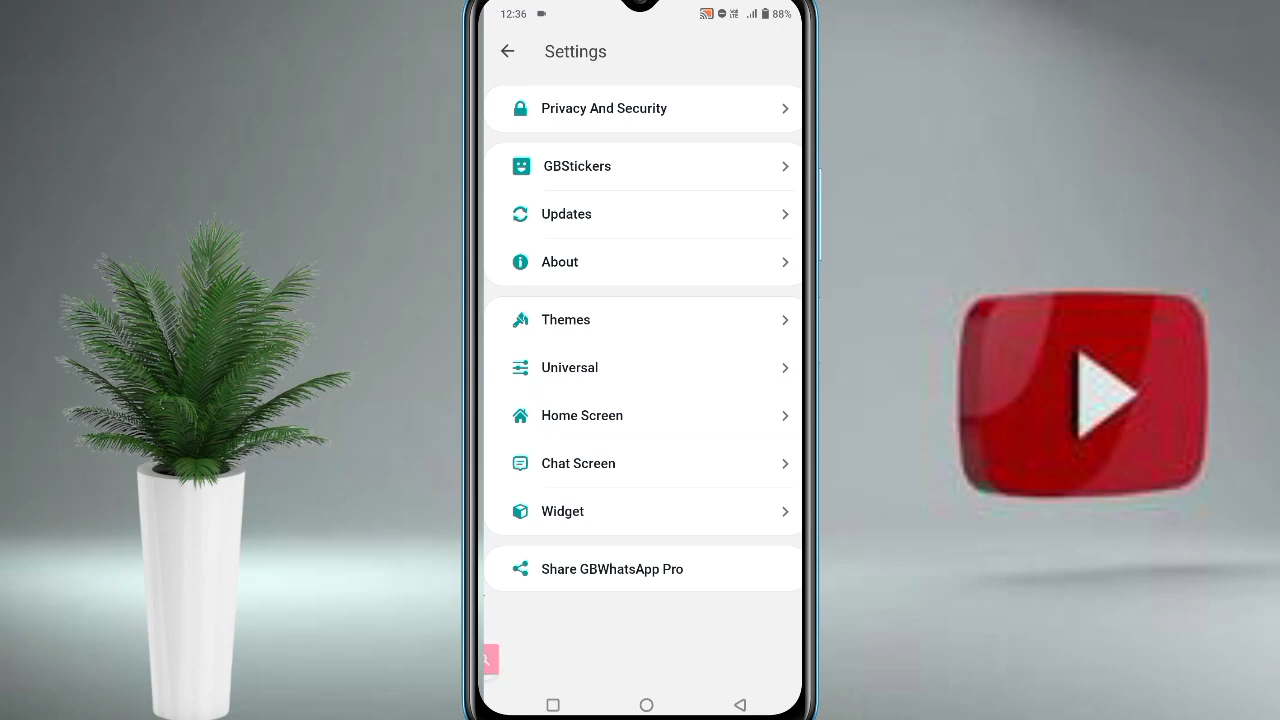 12:36 88%
Settings
Privacy And Security
GBStickers
Updates
About
Themes
Universal
Home Screen
Chat Screen
Widget
Share GBWhatsApp Pro